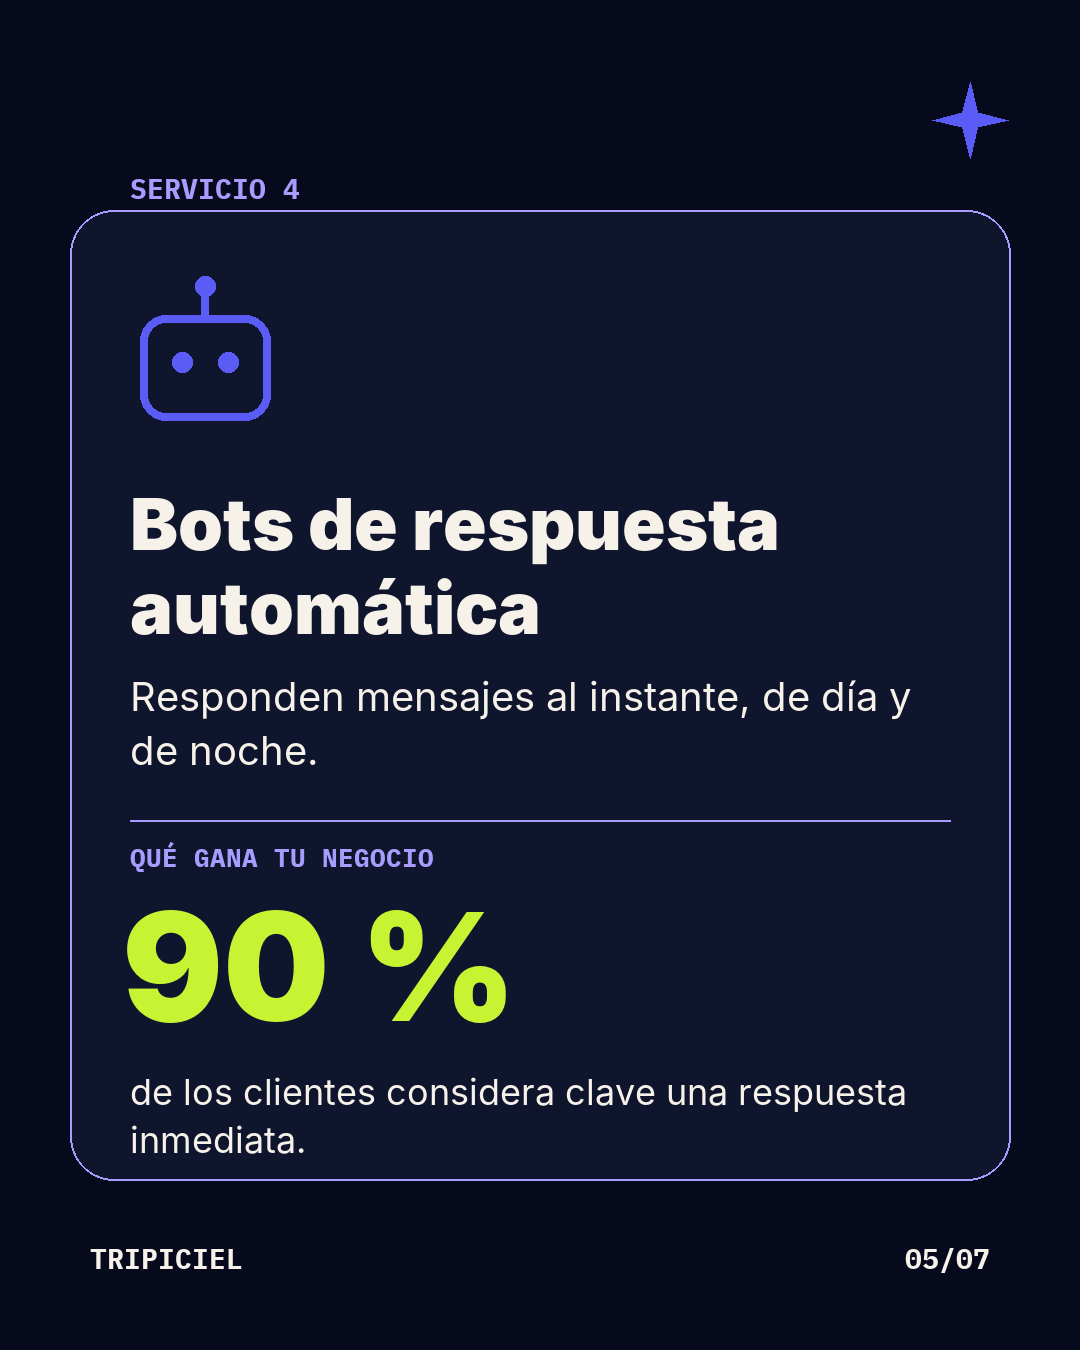 SERVICIO 4
Bots de respuesta
automática
Responden mensajes al instante, de día y
de noche.
QUÉ GANA TU NEGOCIO
90 %
de los clientes considera clave una respuesta
inmediata.
TRIPICIEL
05/07